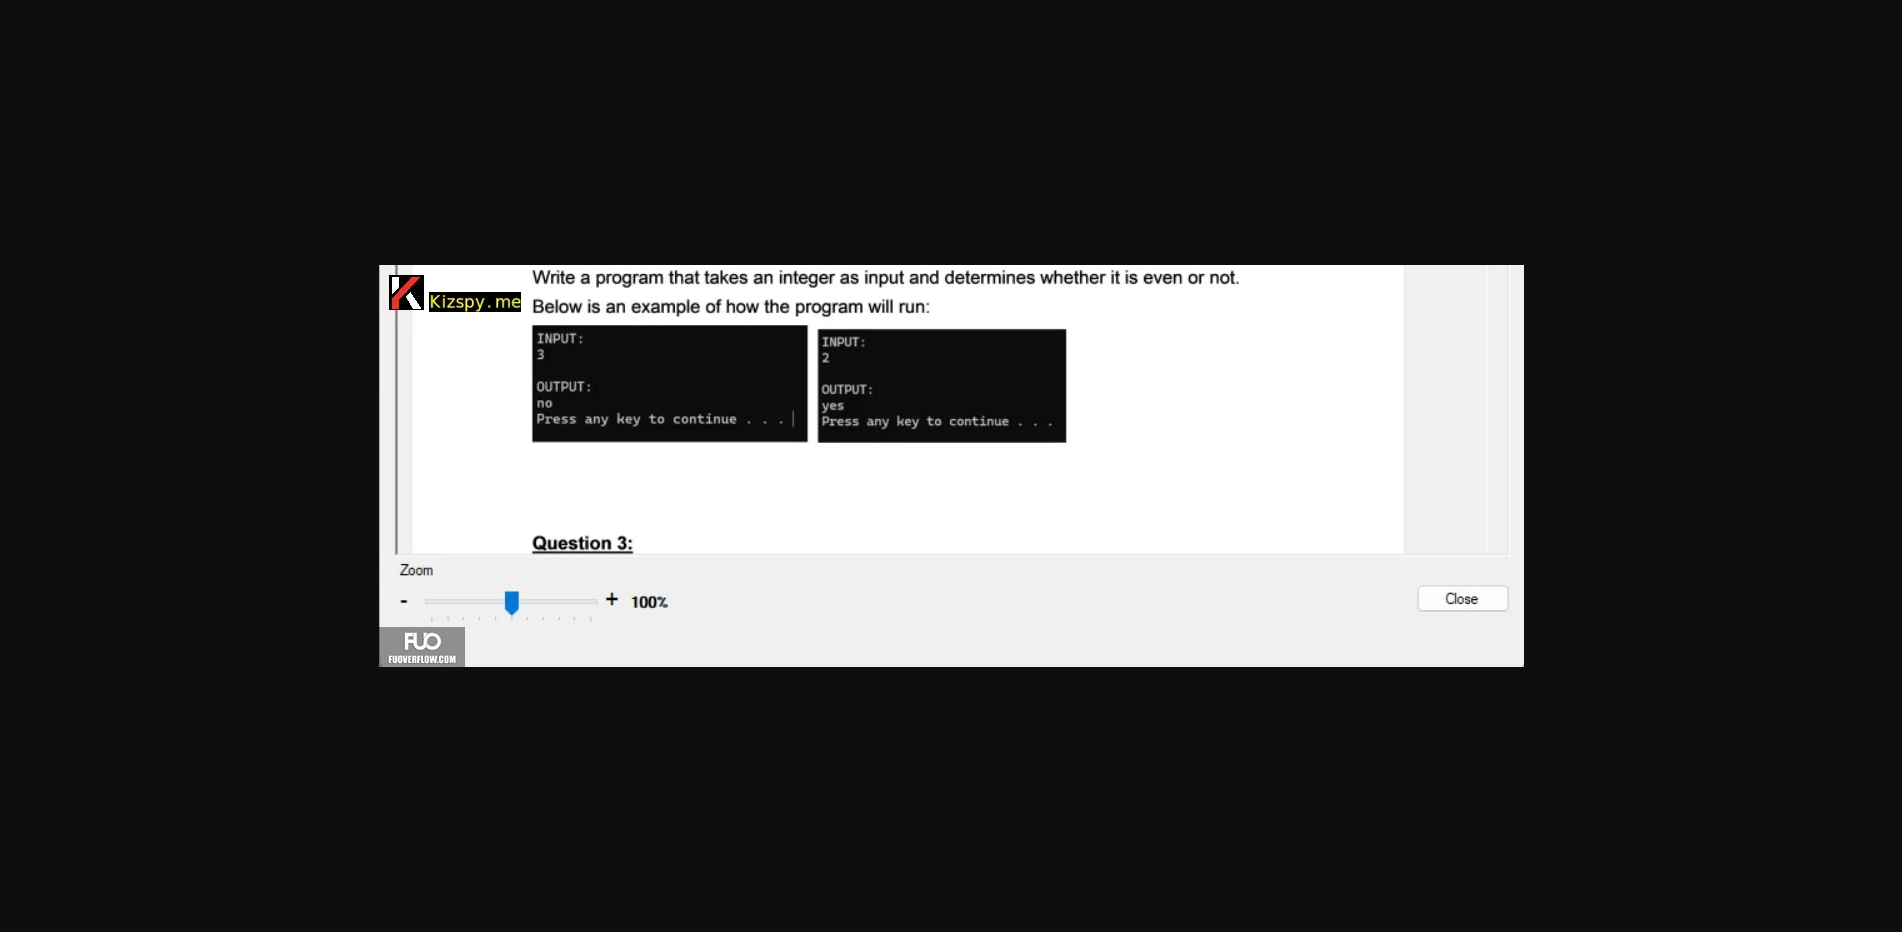 Write a program that takes an integer as input and determines whether it is even or not.
Kizspy.me
Below is an example of how the program will run:
INPUT:
3
OUTPUT:
no
Press any key to continue . . .
INPUT:
2
OUTPUT:
yes
Press any key to continue . . .
Question 3:
Zoom
- + 100%
Close
FUO
FUOVERFLOW.COM